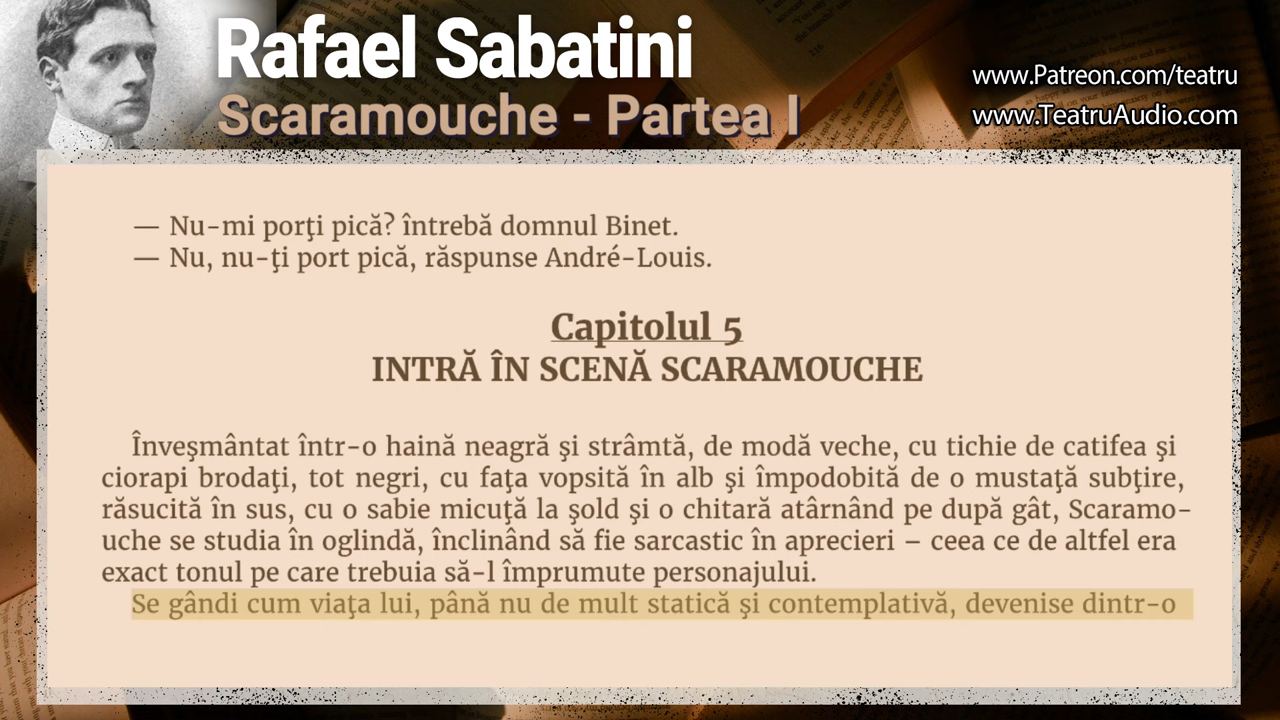 Rafael Sabatini
Scaramouche - Partea I
www.Patreon.com/teatru
www.TeatruAudio.com
— Nu-mi porţi pică? întrebă domnul Binet.
— Nu, nu-ţi port pică, răspunse André-Louis.
Capitolul 5
INTRĂ ÎN SCENĂ SCARAMOUCHE
Înveşmântat într-o haină neagră şi strâmtă, de modă veche, cu tichie de catifea şi
ciorapi brodaţi, tot negri, cu faţa vopsită în alb şi împodobită de o mustaţă subţire,
răsucită în sus, cu o sabie micuţă la şold şi o chitară atârnând pe după gât, Scaramo-
uche se studia în oglindă, înclinând să fie sarcastic în aprecieri – ceea ce de altfel era
exact tonul pe care trebuia să-l împrumute personajului.
Se gândi cum viaţa lui, până nu de mult statică şi contemplativă, devenise dintr-o